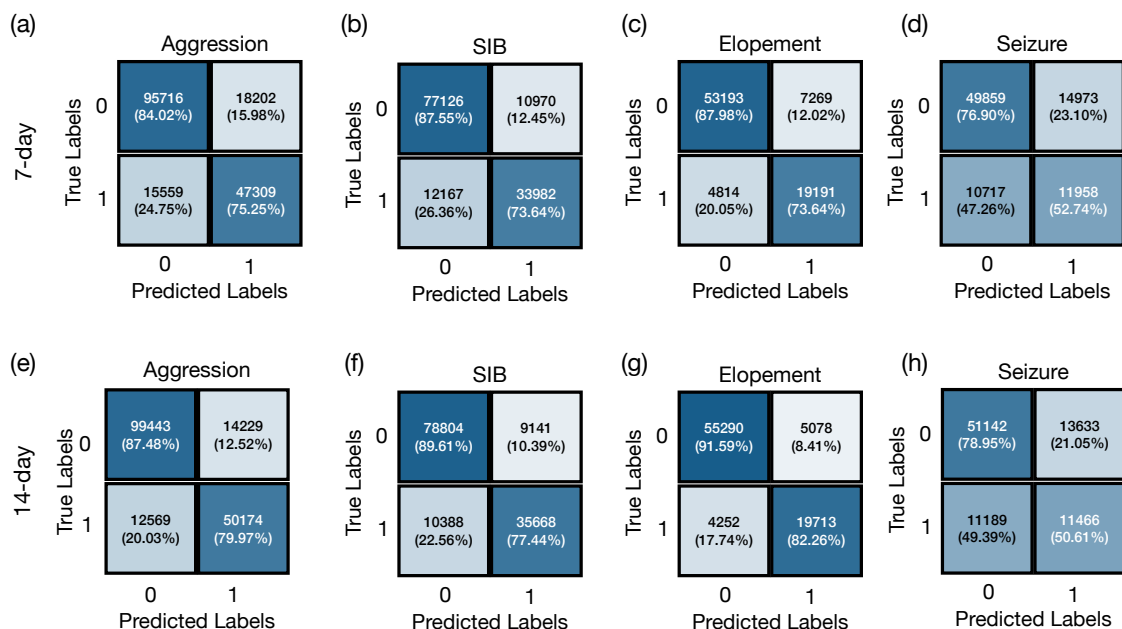 (a)
(b)
(c)
(d)
Aggression
SIB
Elopement
Seizure
7-day
True Labels
0
95716
(84.02%)
18202
(15.98%)
1
15559
(24.75%)
47309
(75.25%)
0
1
Predicted Labels
True Labels
0
77126
(87.55%)
10970
(12.45%)
1
12167
(26.36%)
33982
(73.64%)
0
1
Predicted Labels
True Labels
0
53193
(87.98%)
7269
(12.02%)
1
4814
(20.05%)
19191
(73.64%)
0
1
Predicted Labels
True Labels
0
49859
(76.90%)
14973
(23.10%)
1
10717
(47.26%)
11958
(52.74%)
0
1
Predicted Labels
(e)
(f)
(g)
(h)
Aggression
SIB
Elopement
Seizure
14-day
True Labels
0
99443
(87.48%)
14229
(12.52%)
1
12569
(20.03%)
50174
(79.97%)
0
1
Predicted Labels
True Labels
0
78804
(89.61%)
9141
(10.39%)
1
10388
(22.56%)
35668
(77.44%)
0
1
Predicted Labels
True Labels
0
55290
(91.59%)
5078
(8.41%)
1
4252
(17.74%)
19713
(82.26%)
0
1
Predicted Labels
True Labels
0
51142
(78.95%)
13633
(21.05%)
1
11189
(49.39%)
11466
(50.61%)
0
1
Predicted Labels